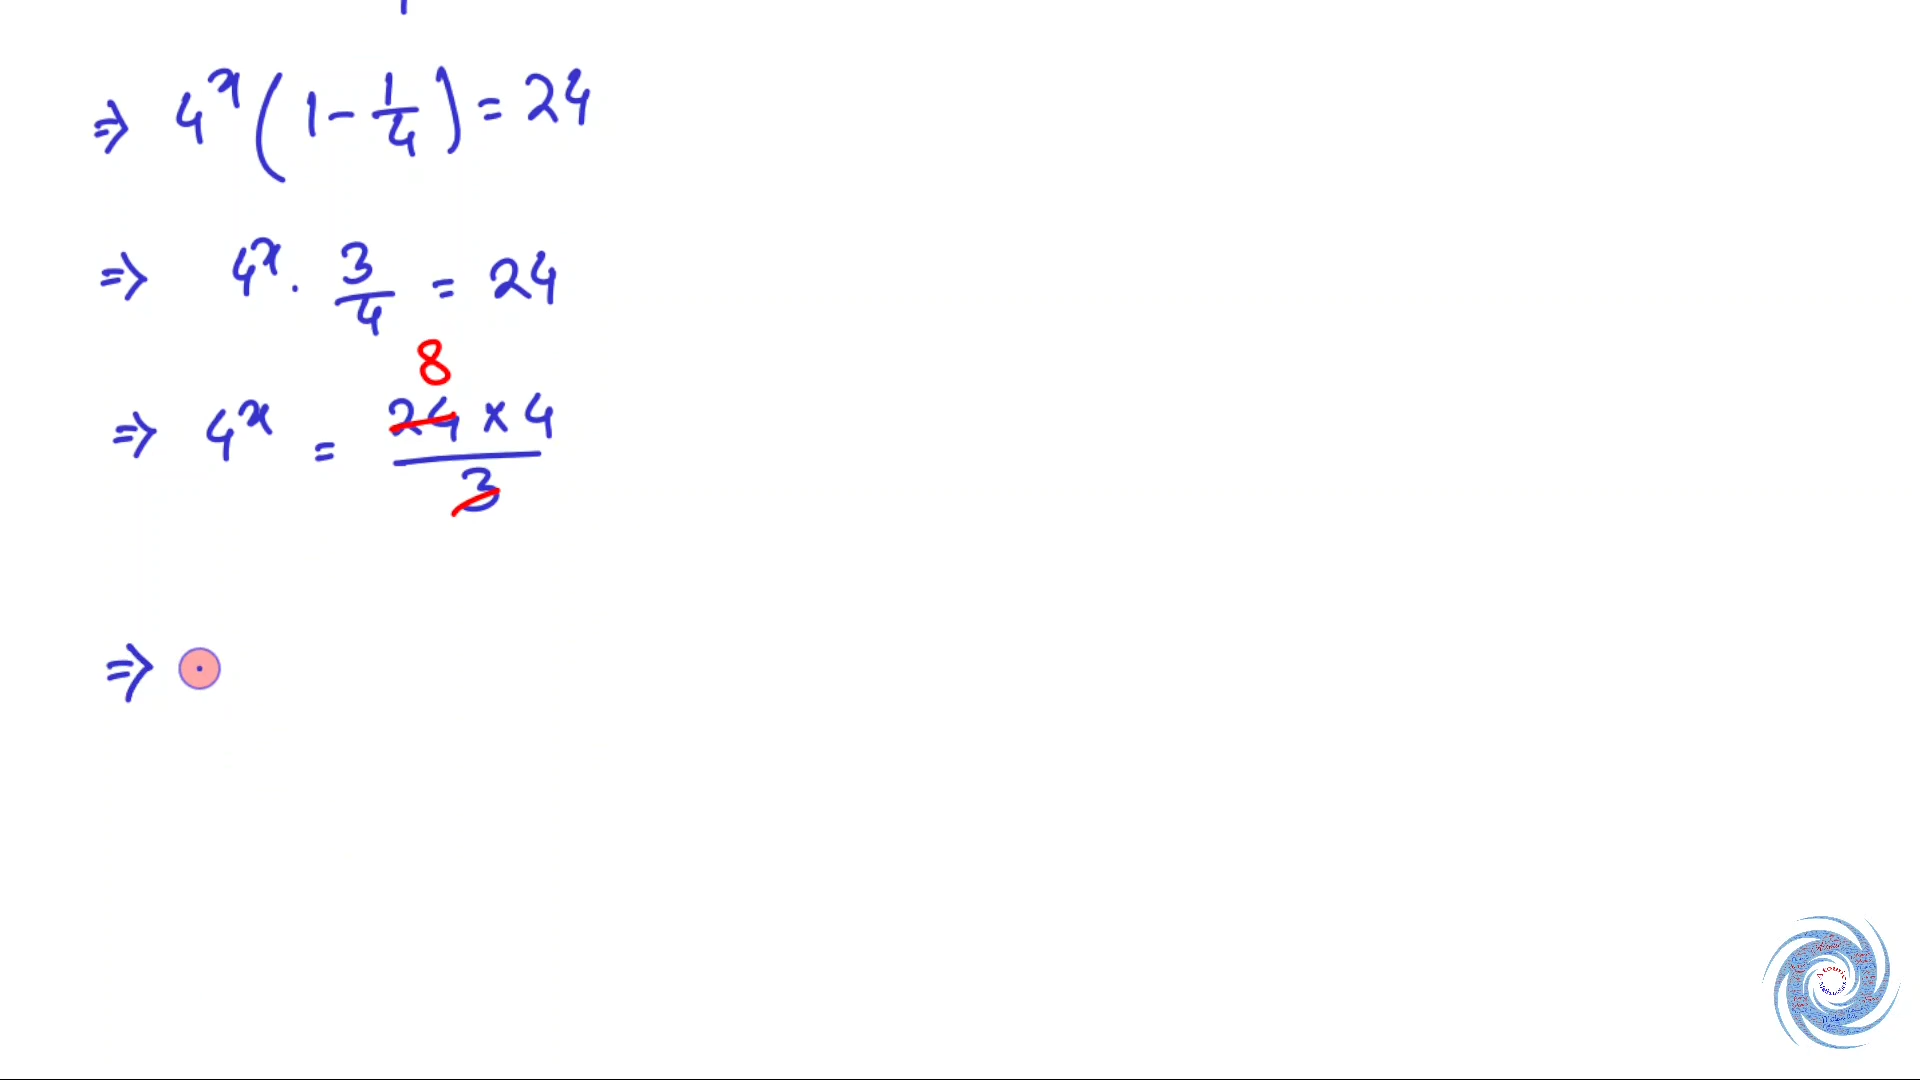 ⇒ 4^x (1 - 1/4) = 24
⇒ 4^x · 3/4 = 24
8
⇒ 4^x = (24 × 4)/3
⇒